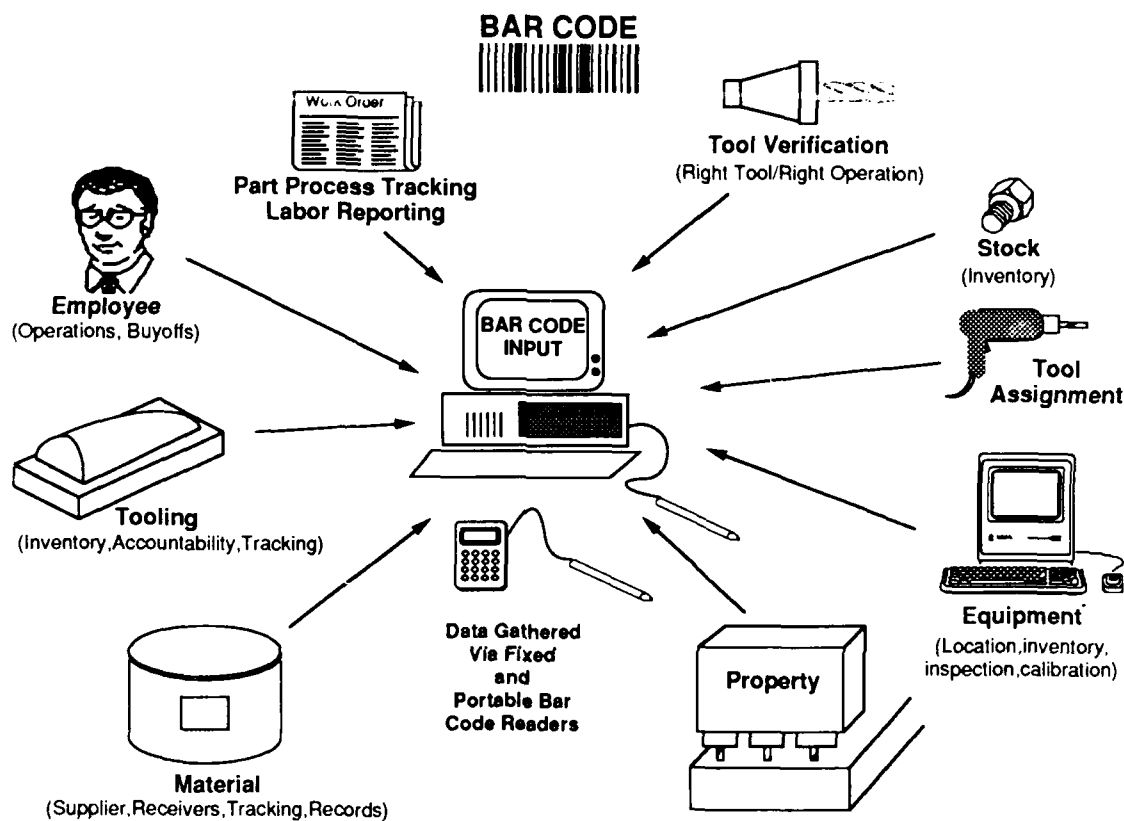 BAR CODE
Work Order
Part Process Tracking
Labor Reporting
Tool Verification
(Right Tool/Right Operation)
Employee
(Operations, Buyoffs)
Stock
(Inventory)
BAR CODE
INPUT
Tool
Assignment
Tooling
(Inventory,Accountability,Tracking)
Equipment
(Location,inventory,
inspection,calibration)
Data Gathered
Via Fixed
and
Portable Bar
Code Readers
Property
Material
(Supplier,Receivers,Tracking,Records)